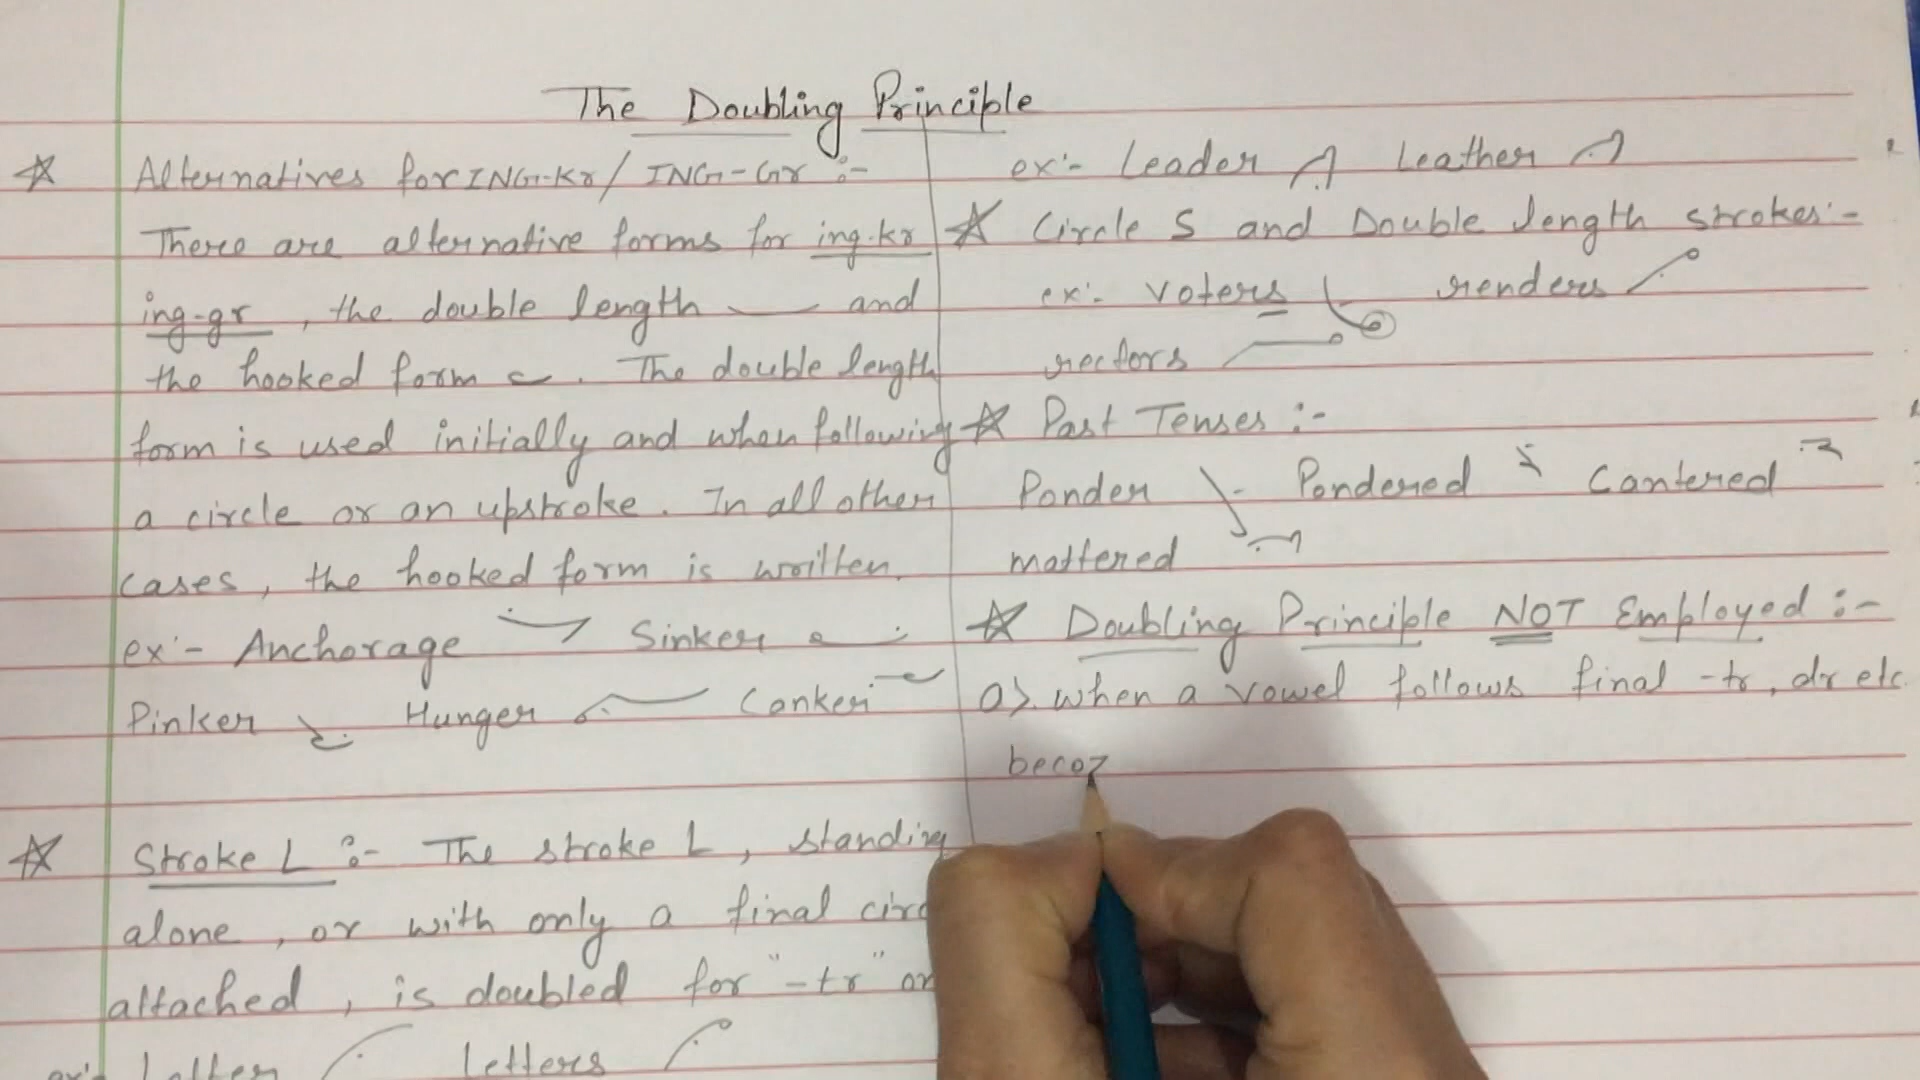 The Doubling Principle
Alternatives for ING-Kr / ING-Gr :-
There are alternative forms for ing-kr
ing-gr , the double length and
the hooked form . The double length
form is used initially and when following
a circle or an upstroke. In all other
cases, the hooked form is written.
ex:- Anchorage Sinker
Pinker Hunger Conker
Stroke L :- The stroke L, standing
alone, or with only a final circ
attached, is doubled for "-tr" or
ex:- Letter letters
ex:- Leader Leather
Circle S and Double length strokes:-
ex:- Voters renders
rectors
Past Tenses :-
Ponder Pondered Cantered
mattered
Doubling Principle NOT Employed :-
a). when a vowel follows final -tr, dr etc.
becoz